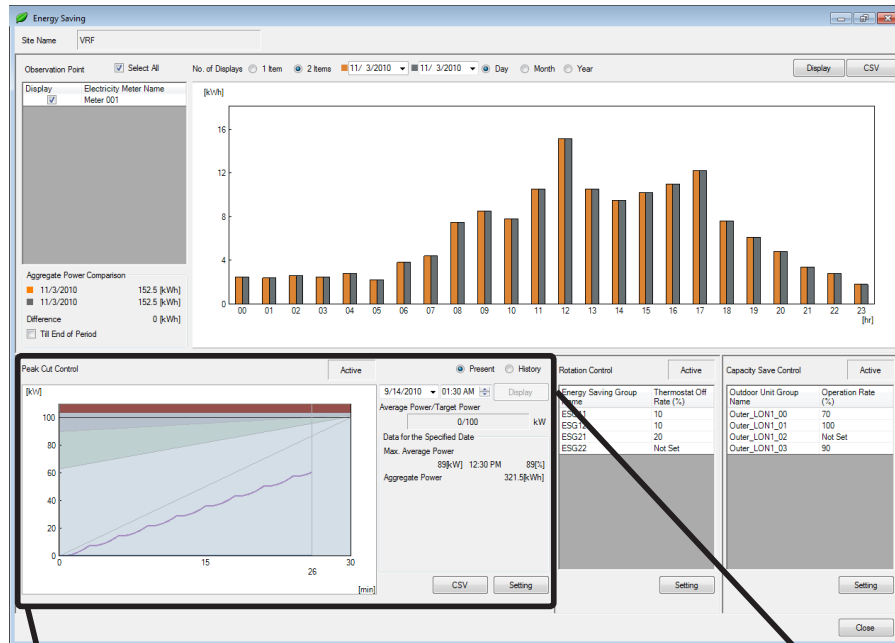 Energy Saving
Site Name VRF
Observation Point Select All No. of Displays 1 Item 2 Items 11/ 3/2010 11/ 3/2010 Day Month Year Display CSV
Display Electricity Meter Name
Meter 001
[kWh]
16
12
8
4
0
00 01 02 03 04 05 06 07 08 09 10 11 12 13 14 15 16 17 18 19 20 21 22 23
[hr]
Aggregate Power Comparison
11/3/2010 152.5 [kWh]
11/3/2010 152.5 [kWh]
Difference 0 [kWh]
Till End of Period
Peak Cut Control Active Present History
[kW]
100
80
60
40
20
0
0 15 30
26
[min]
9/14/2010 01:30 AM Display
Average Power/Target Power
0/100 kW
Data for the Specified Date
Max. Average Power
89[kW] 12:30 PM 89[%]
Aggregate Power 321.5[kWh]
CSV Setting
Rotation Control Active
Energy Saving Group Thermostat Off
Name Rate (%)
ESG11 10
ESG12 10
ESG21 20
ESG22 Not Set
Setting
Capacity Save Control Active
Outdoor Unit Group Operation Rate
Name (%)
Outer_LON1_00 70
Outer_LON1_01 100
Outer_LON1_02 Not Set
Outer_LON1_03 90
Setting
Close